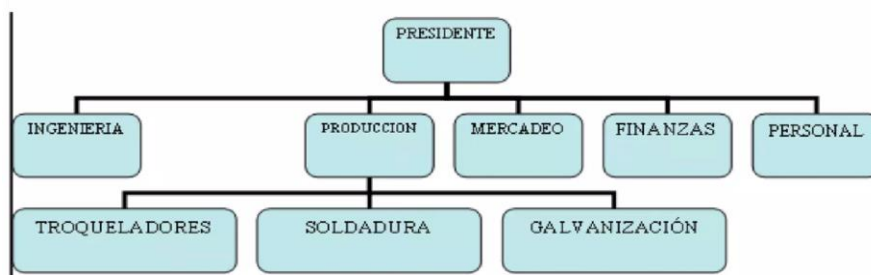 PRESIDENTE
INGENIERIA
PRODUCCION
MERCADEO
FINANZAS
PERSONAL
TROQUELADORES
SOLDADURA
GALVANIZACIÓN